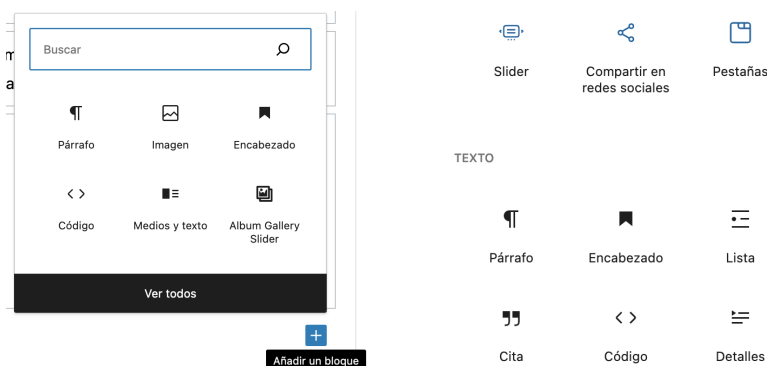 Buscar
Párrafo
Imagen
Encabezado
Código
Medios y texto
Album Gallery
Slider
Ver todos
Añadir un bloque
Slider
Compartir en
redes sociales
Pestañas
TEXTO
Párrafo
Encabezado
Lista
Cita
Código
Detalles